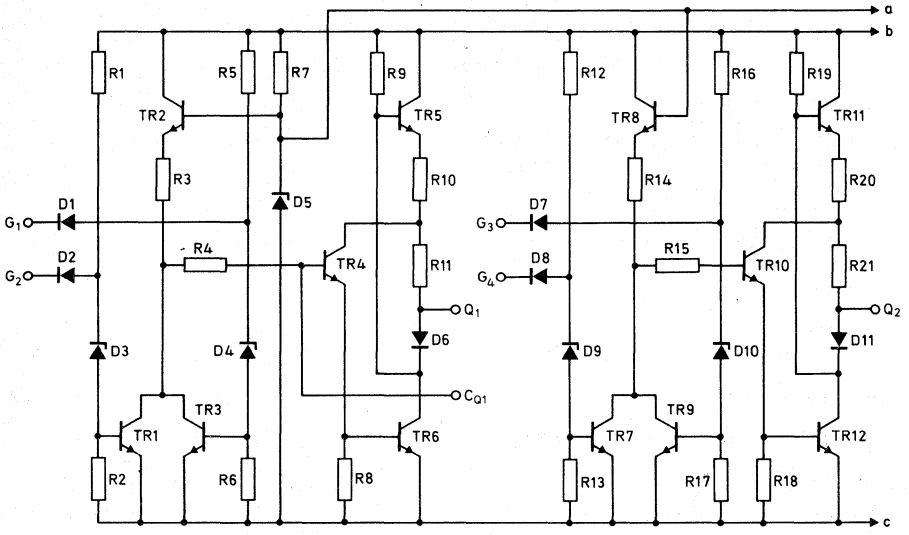 a
b
R1 R5 R7 R9 R12 R16 R19
TR2 TR5 TR8 TR11
R3 R10 R14 R20
D1 D5 D7
G1 G3
R4 R15
D2 TR4 R11 D8 TR10 R21
G2 G4
Q1 Q2
D3 D4 D6 D9 D10 D11
CQ1
TR3 TR9
TR1 TR6 TR7 TR12
R2 R6 R8 R13 R17 R18
c